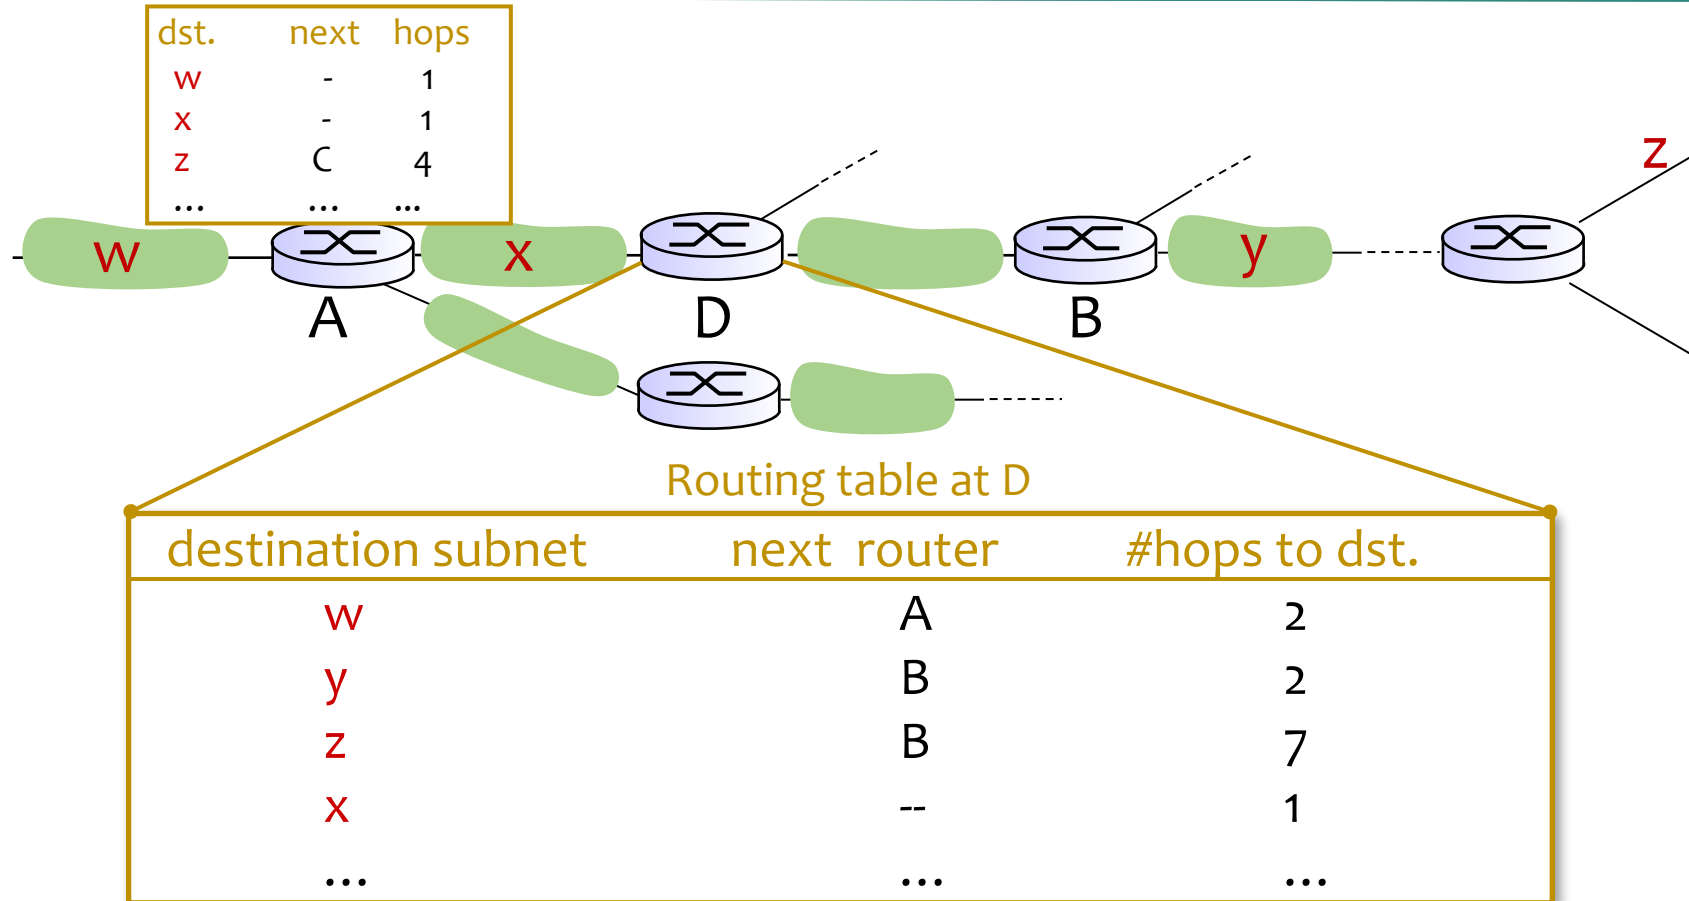 dst. next hops
w - 1
x - 1
z C 4
... ... ...
z
w x y
A D B
Routing table at D
destination subnet next router #hops to dst.
w A 2
y B 2
z B 7
x -- 1
... ... ...